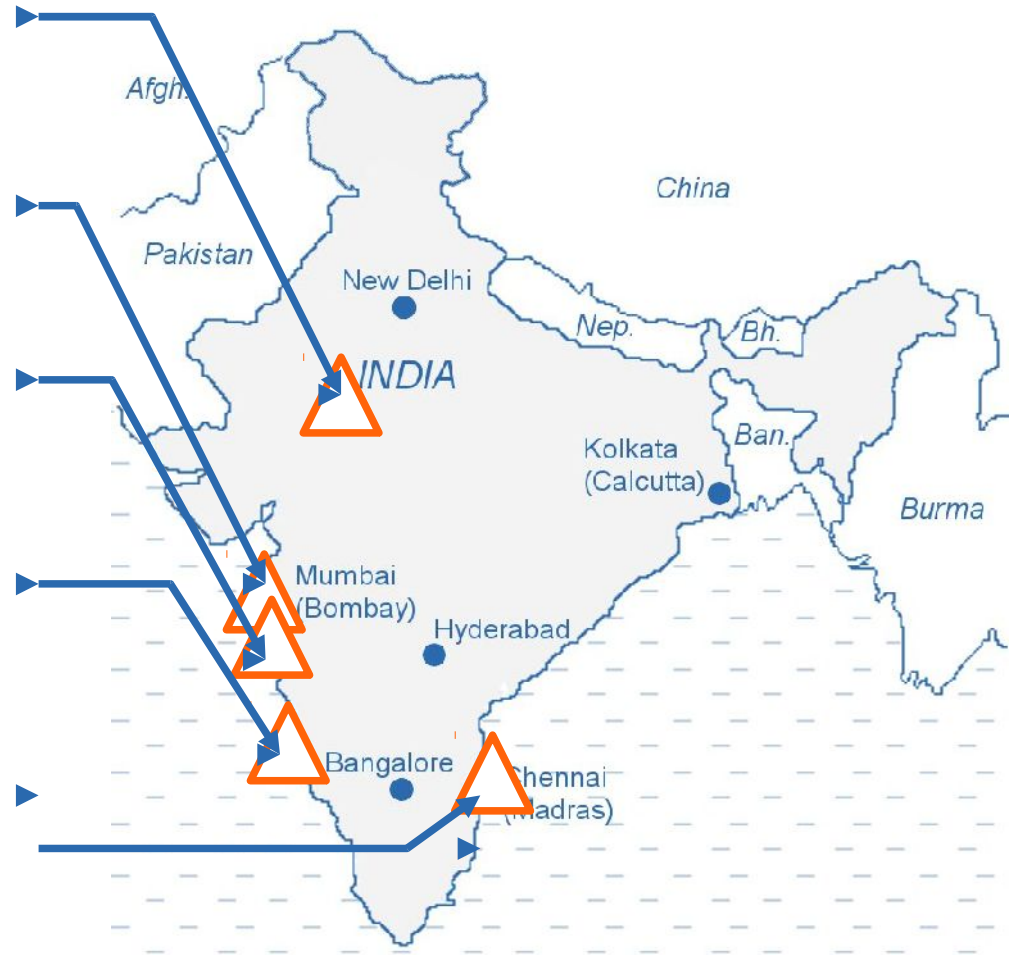 Afgh.
China
Pakistan
New Delhi
Nep.
Bh.
INDIA
Kolkata
(Calcutta)
Ban.
Burma
Mumbai
(Bombay)
Hyderabad
Bangalore
Chennai
(Madras)